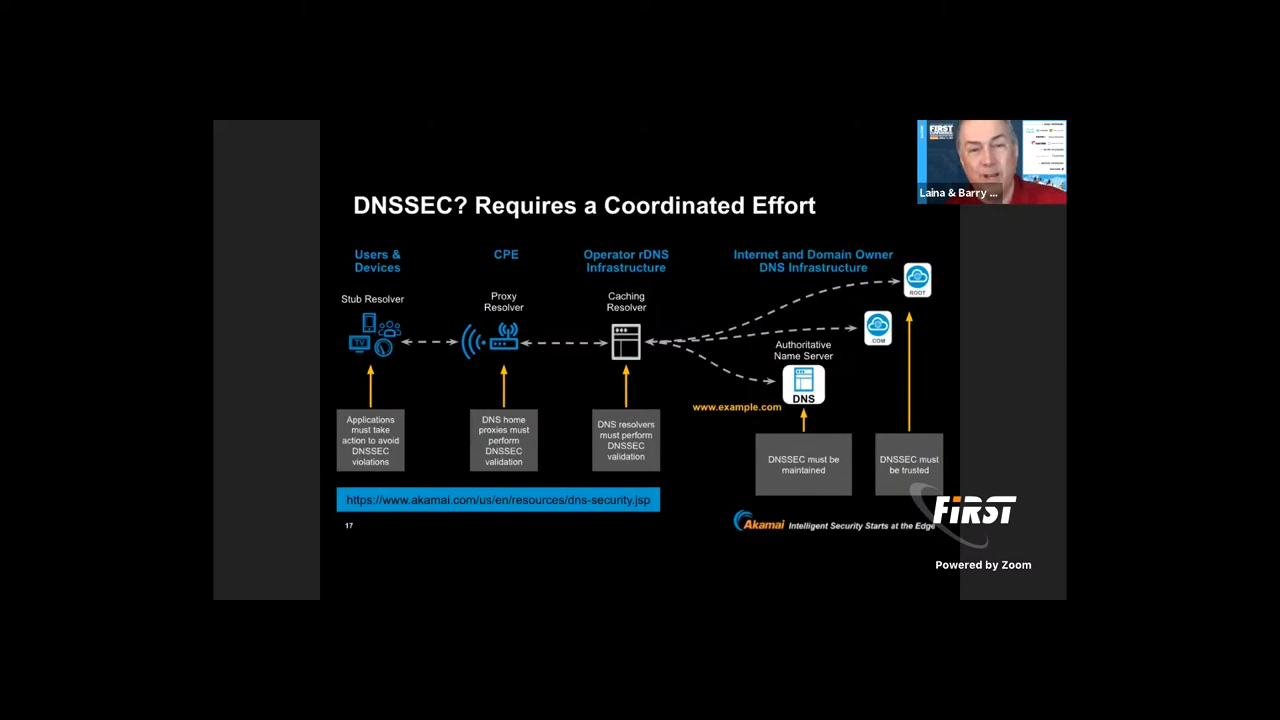 FIRST
Laina & Barry ...
DNSSEC? Requires a Coordinated Effort
Users &
Devices
CPE
Operator rDNS
Infrastructure
Internet and Domain Owner
DNS Infrastructure
Stub Resolver
Proxy
Resolver
Caching
Resolver
ROOT
.COM
Authoritative
Name Server
TV
DNS
www.example.com
Applications
must take
action to avoid
DNSSEC
violations
DNS home
proxies must
perform
DNSSEC
validation
DNS resolvers
must perform
DNSSEC
validation
DNSSEC must be
maintained
DNSSEC must
be trusted
https://www.akamai.com/us/en/resources/dns-security.jsp
17
Akamai Intelligent Security Starts at the Edge
FIRST
Powered by Zoom